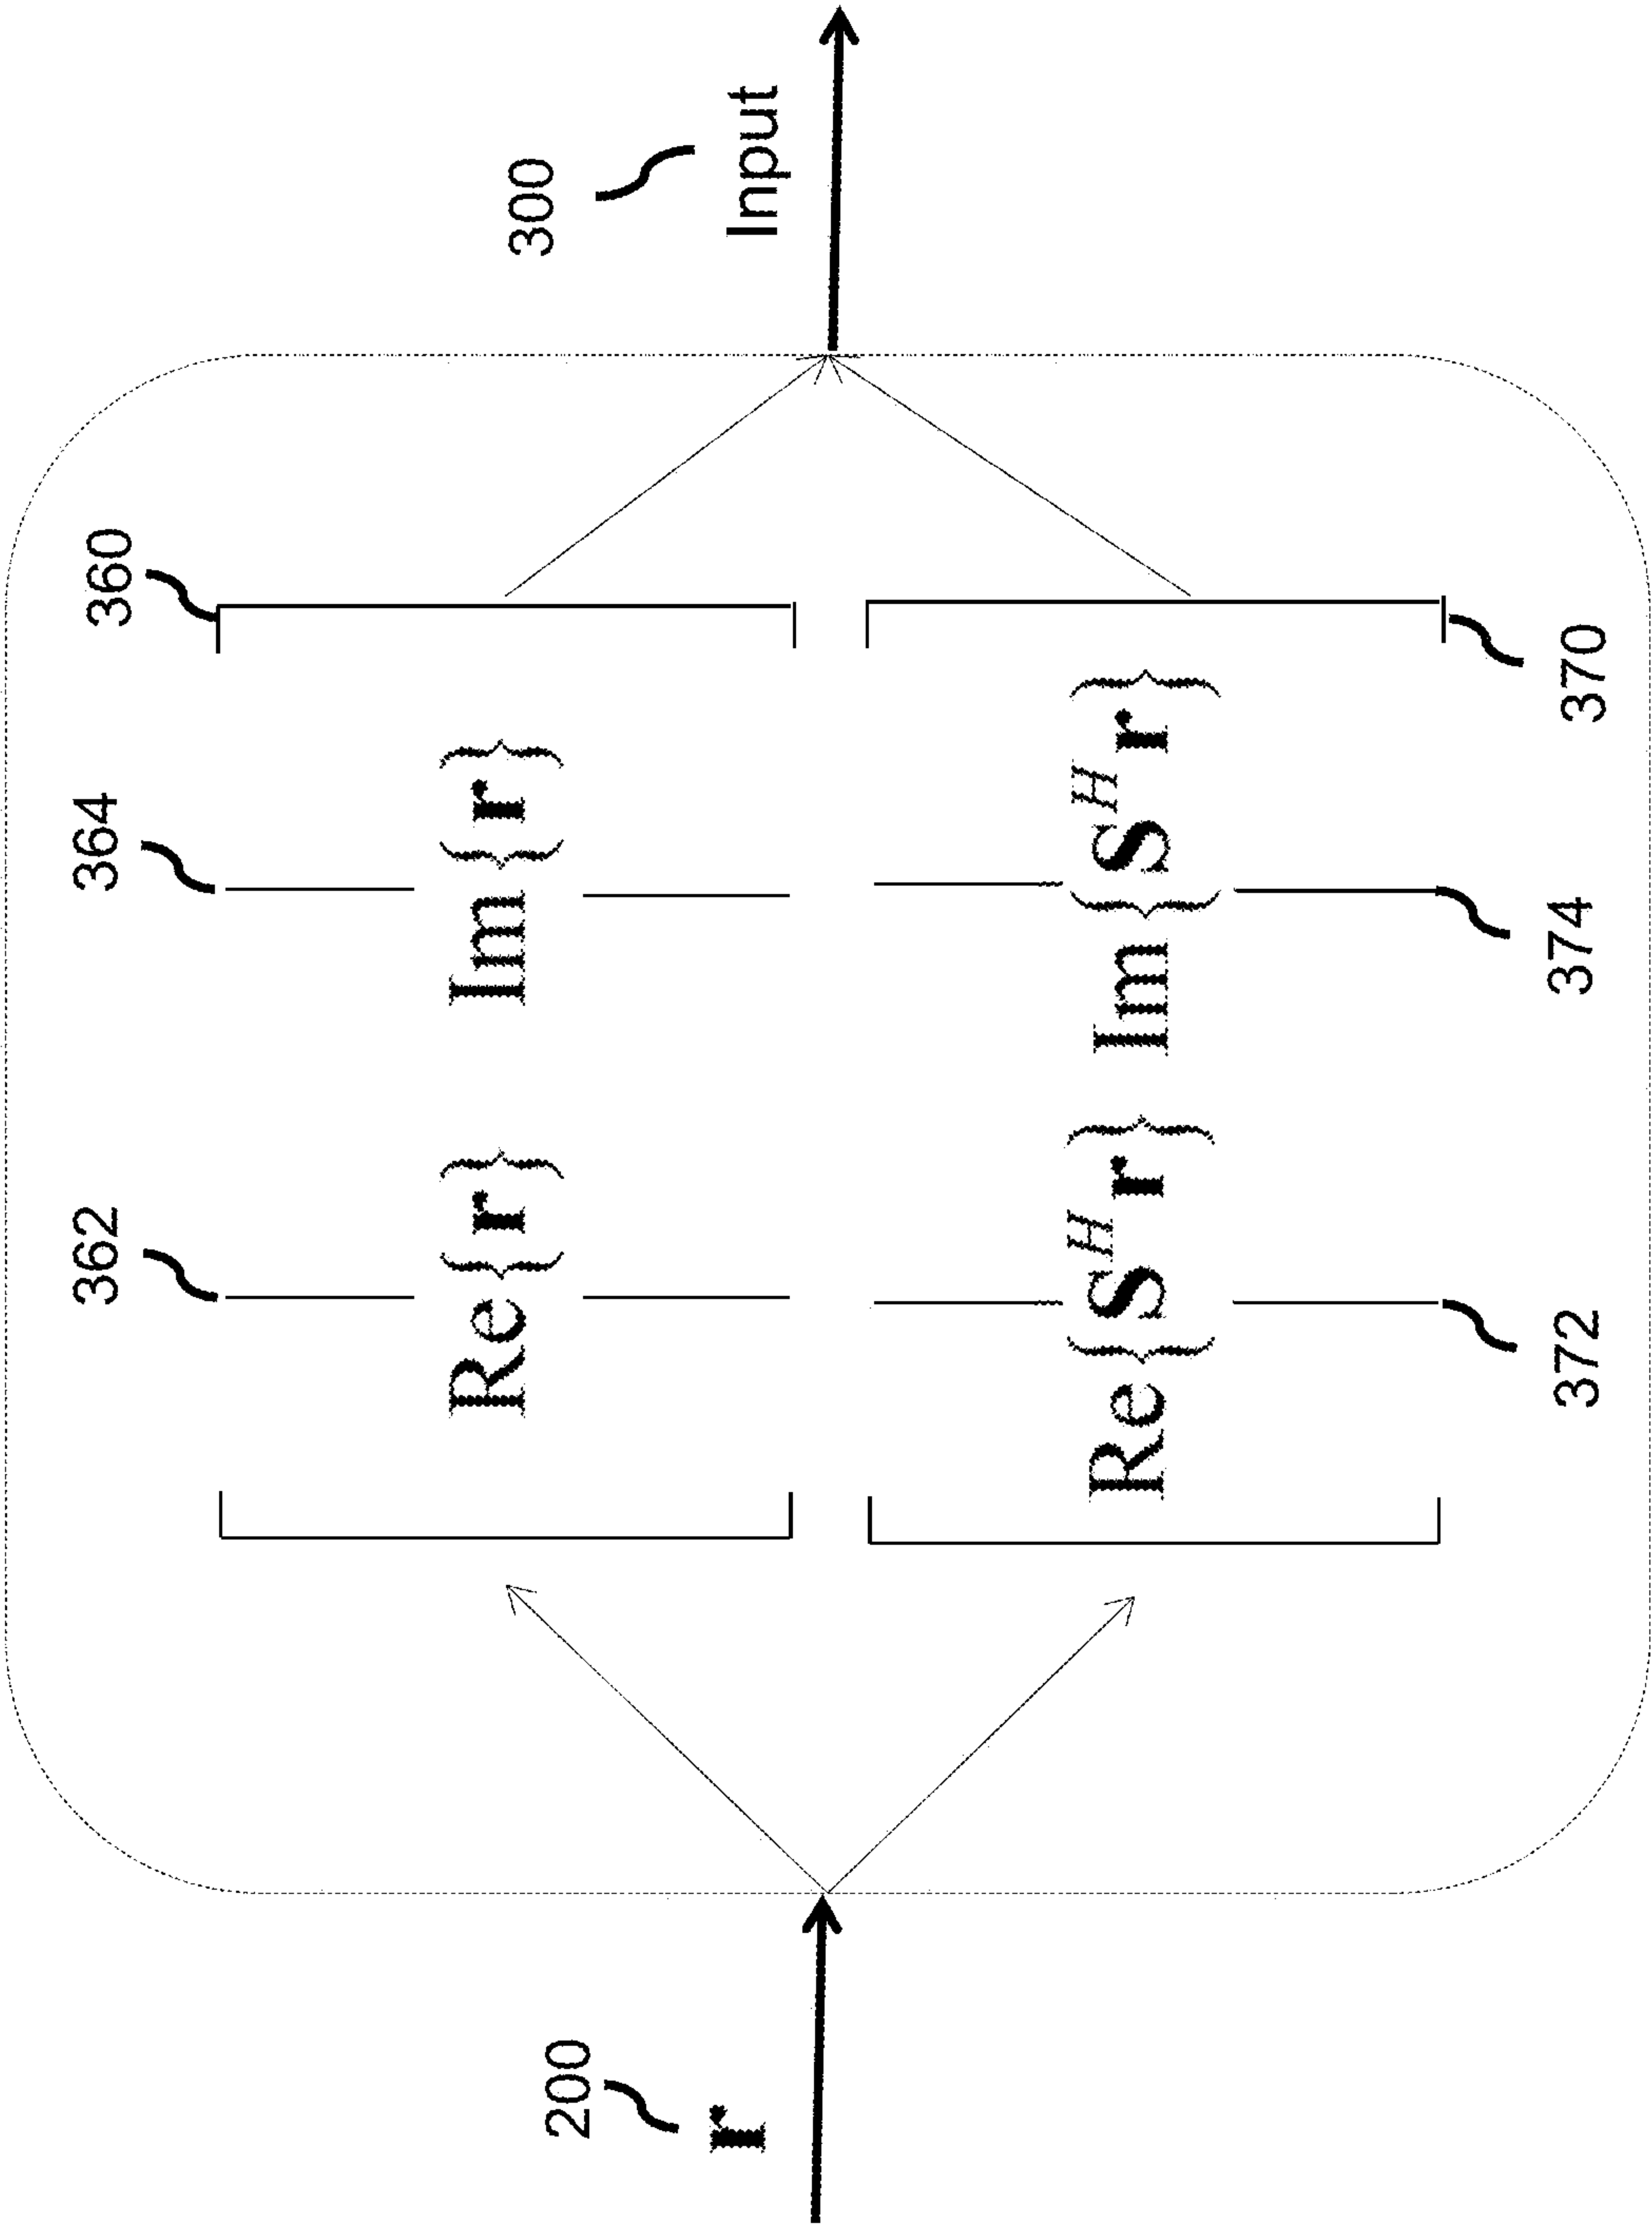 360
364
362
300
200
r
Re{r} Im{r}
Input
Re{S^H r} Im{S^H r}
372
374
370